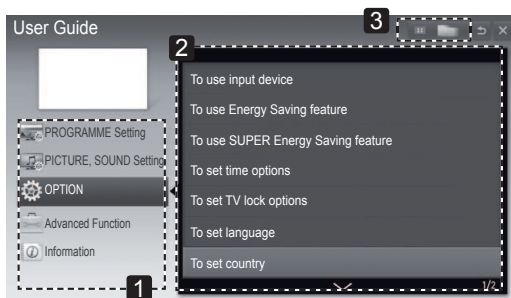 User Guide
3
2
To use input device
To use Energy Saving feature
To use SUPER Energy Saving feature
To set time options
To set TV lock options
To set language
To set country
1/2
PROGRAMME Setting
PICTURE, SOUND Setting
OPTION
Advanced Function
Information
1